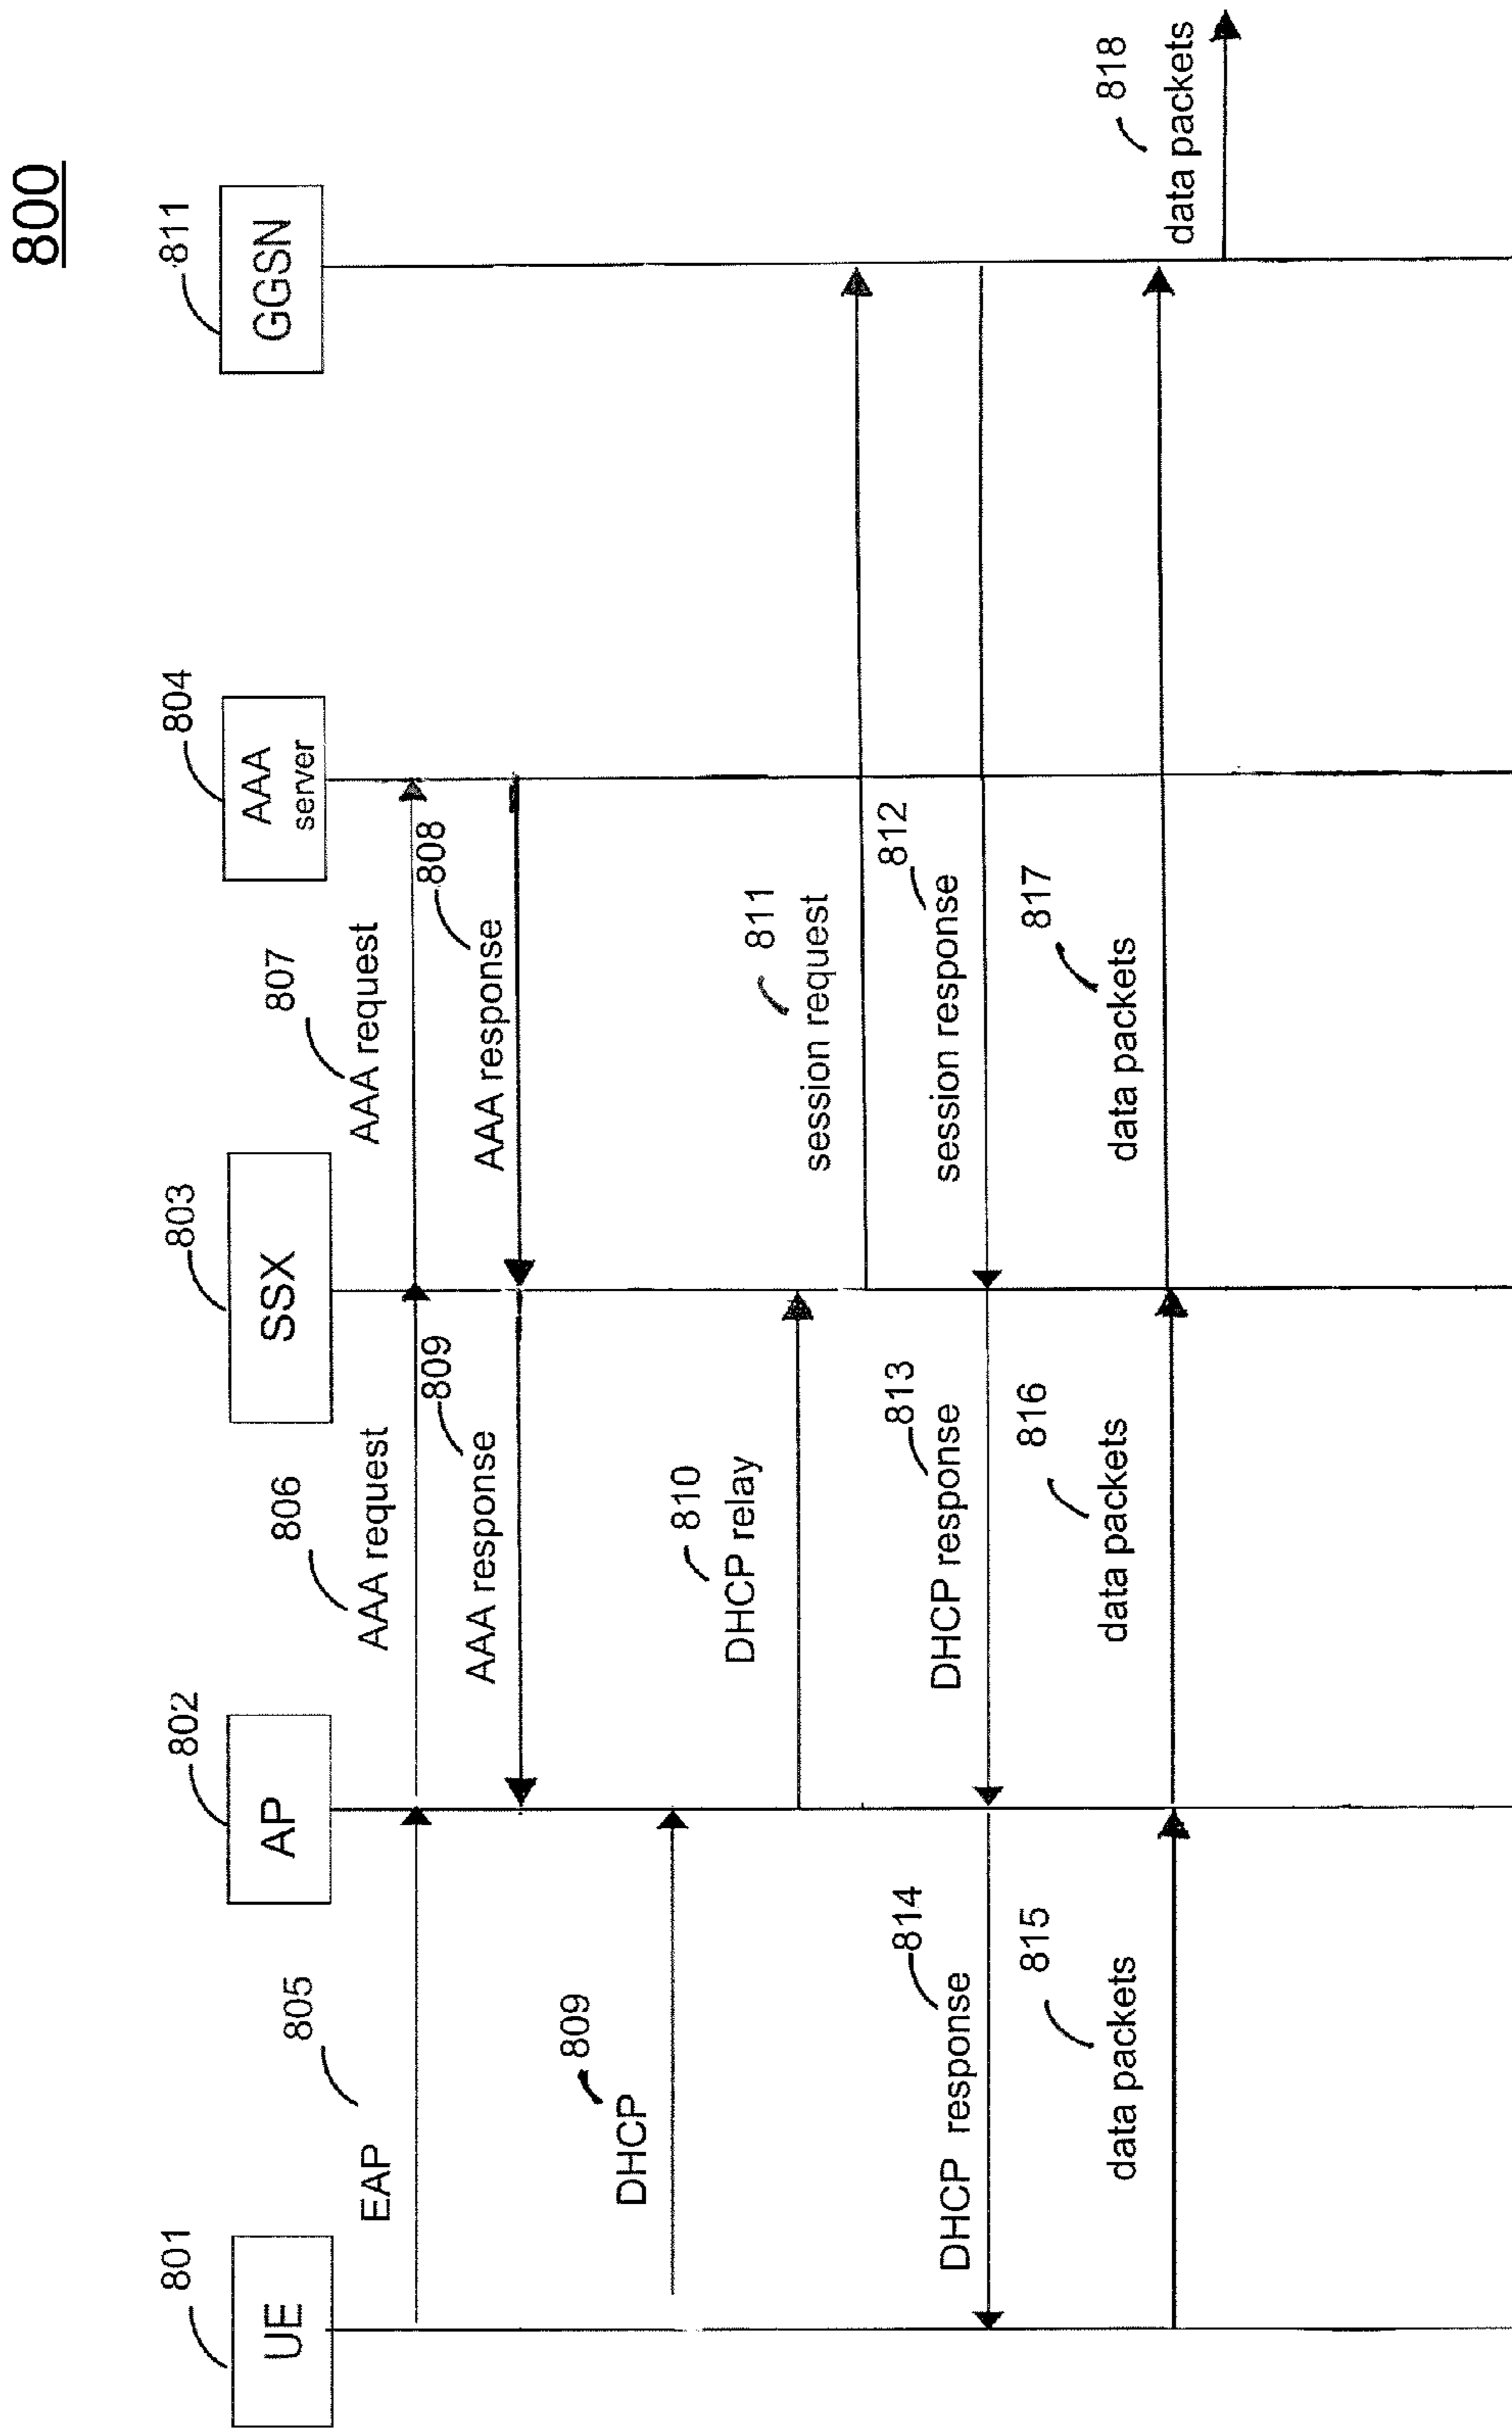 800
801
UE
802
AP
803
SSX
804
AAA
server
811
GGSN
805
EAP
806
AAA request
807
AAA request
808
AAA response
809
AAA response
809
DHCP
810
DHCP relay
811
session request
812
session response
813
DHCP response
814
DHCP response
815
data packets
816
data packets
817
data packets
818
data packets